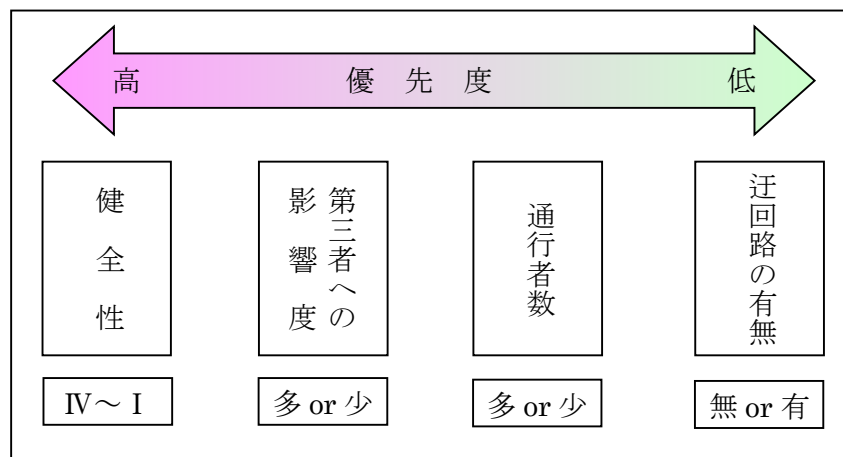 高 優先度 低
健全性
第三者への
影響度
通行者数
迂回路の有無
Ⅳ～Ⅰ
多 or 少
多 or 少
無 or 有